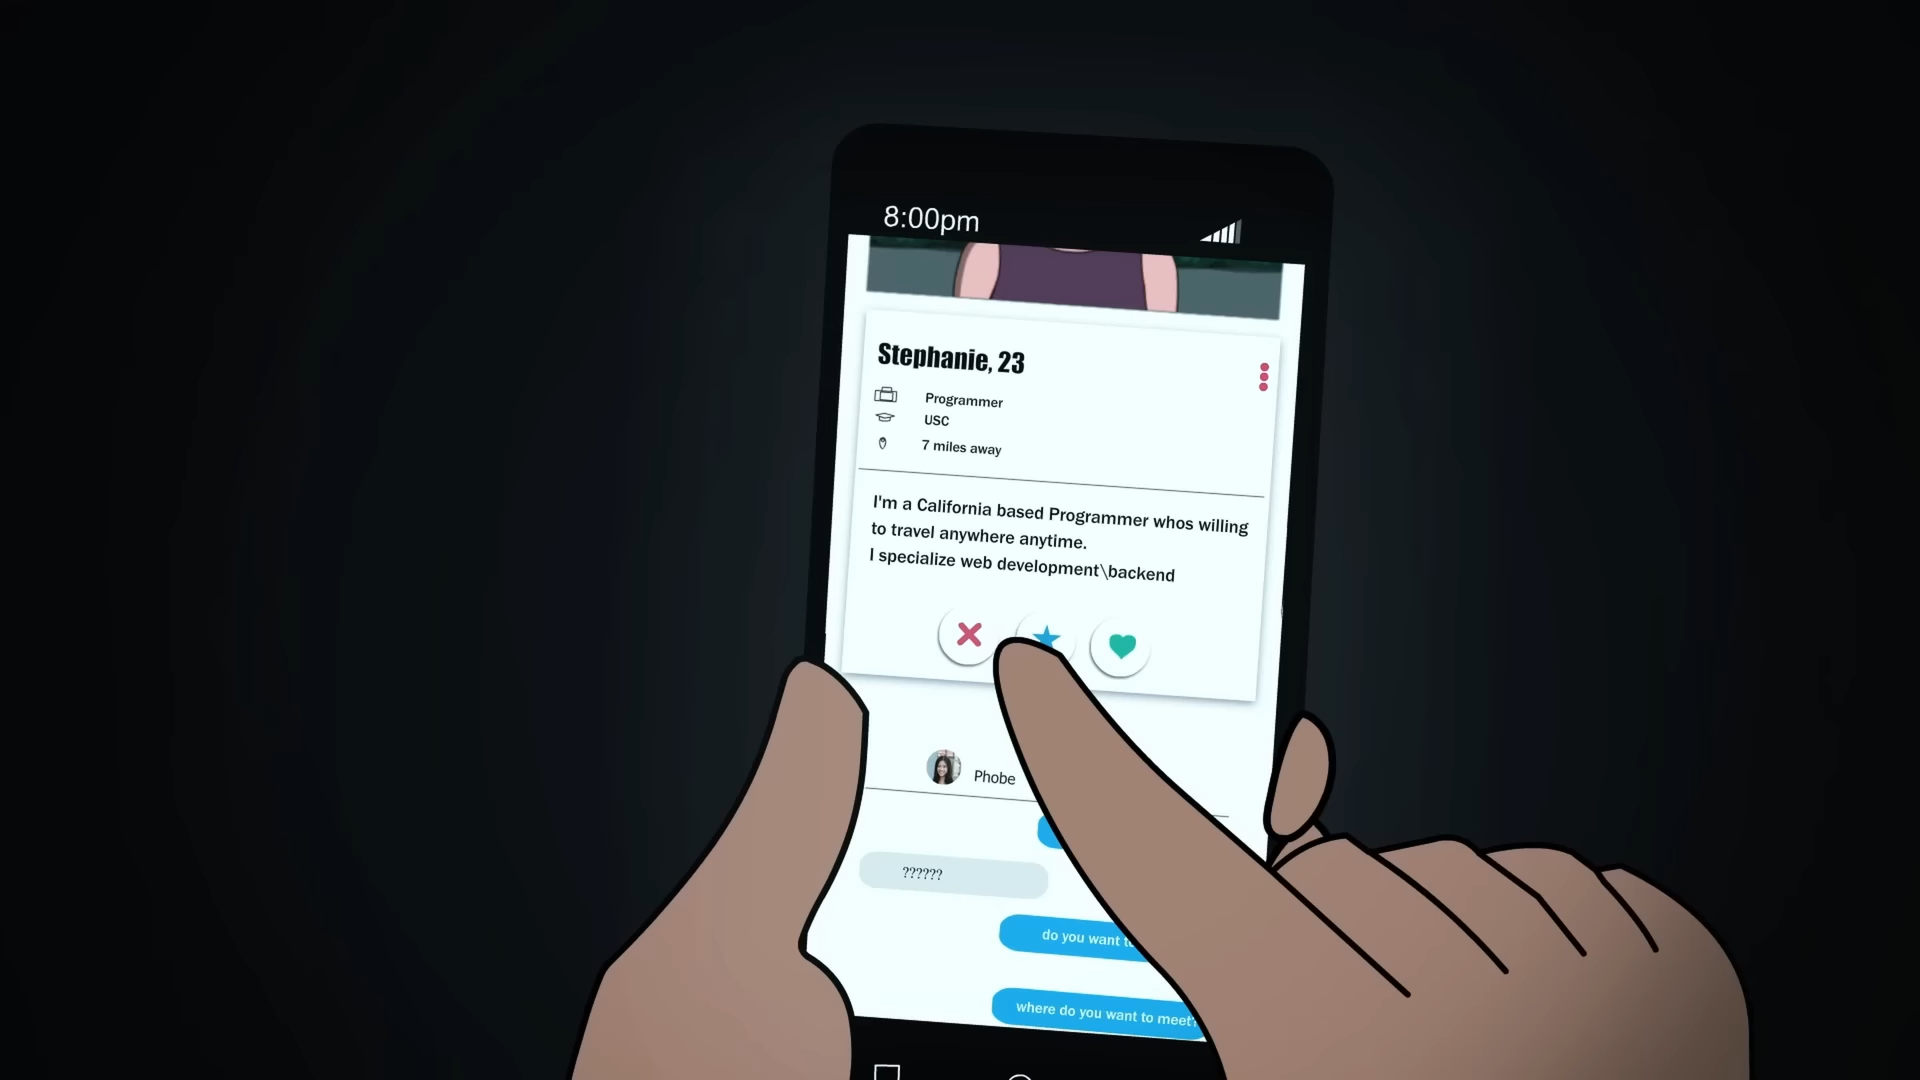 8:00pm
Stephanie, 23
Programmer
USC
7 miles away
I'm a California based Programmer whos willing
to travel anywhere anytime.
I specialize web development\backend
Phobe
??????
do you want
where do you want to meet?